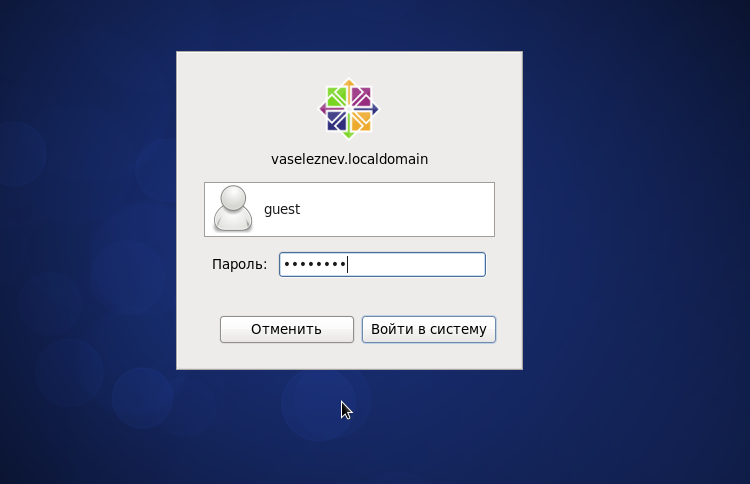 vaseleznev.localdomain
guest
Пароль:
Отменить Войти в систему